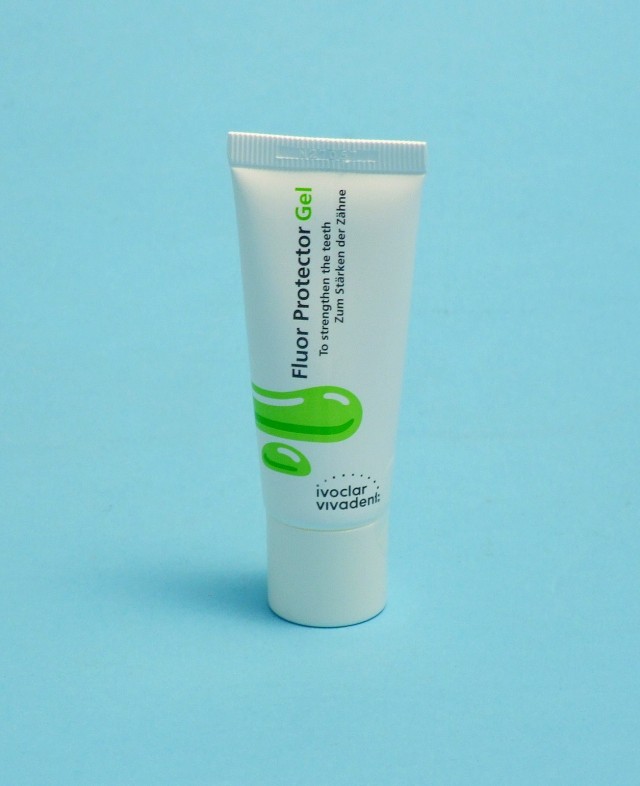 Fluor Protector Gel
To strengthen the teeth
Zum Stärken der Zähne
ivoclar
vivadent: